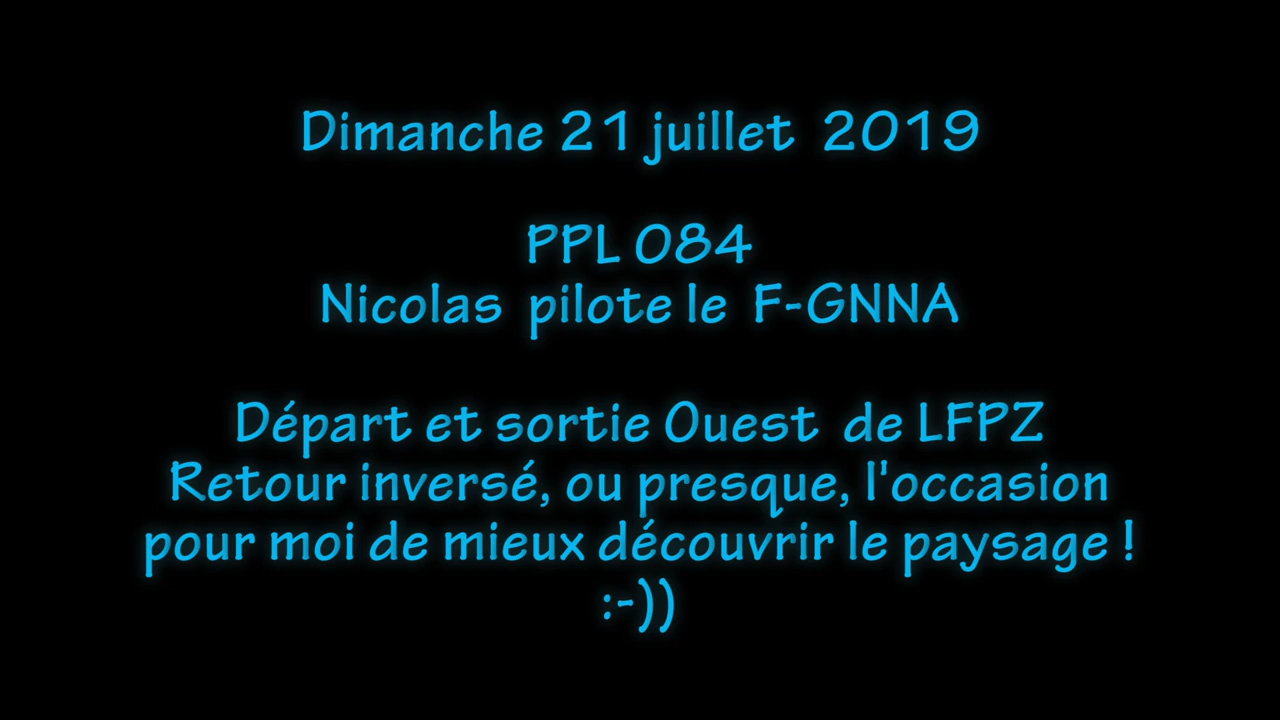 Dimanche 21 juillet 2019
PPL 084
Nicolas pilote le F-GNNA
Départ et sortie Ouest de LFPZ
Retour inversé, ou presque, l'occasion
pour moi de mieux découvrir le paysage !
:-))